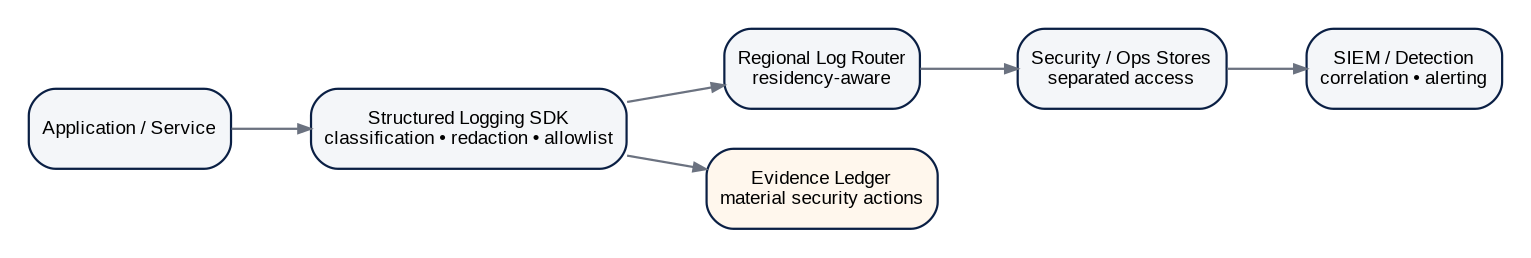 Application / Service
Structured Logging SDK
classification • redaction • allowlist
Regional Log Router
residency-aware
Security / Ops Stores
separated access
SIEM / Detection
correlation • alerting
Evidence Ledger
material security actions